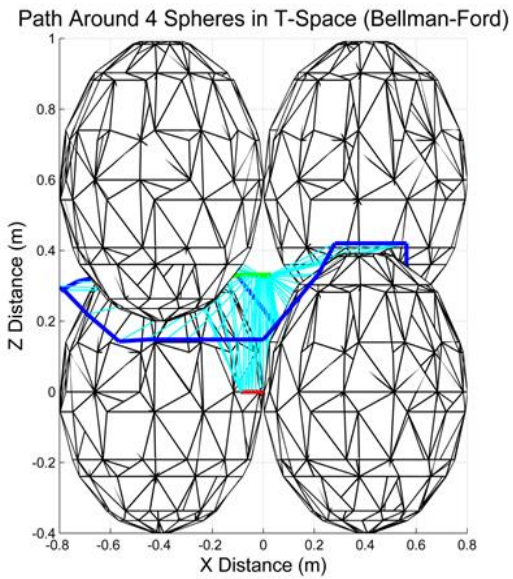 Path Around 4 Spheres in T-Space (Bellman-Ford)
1
0.8
0.6
0.4
0.2
0
-0.2
-0.4
Z Distance (m)
-0.8 -0.6 -0.4 -0.2 0 0.2 0.4 0.6 0.8
X Distance (m)